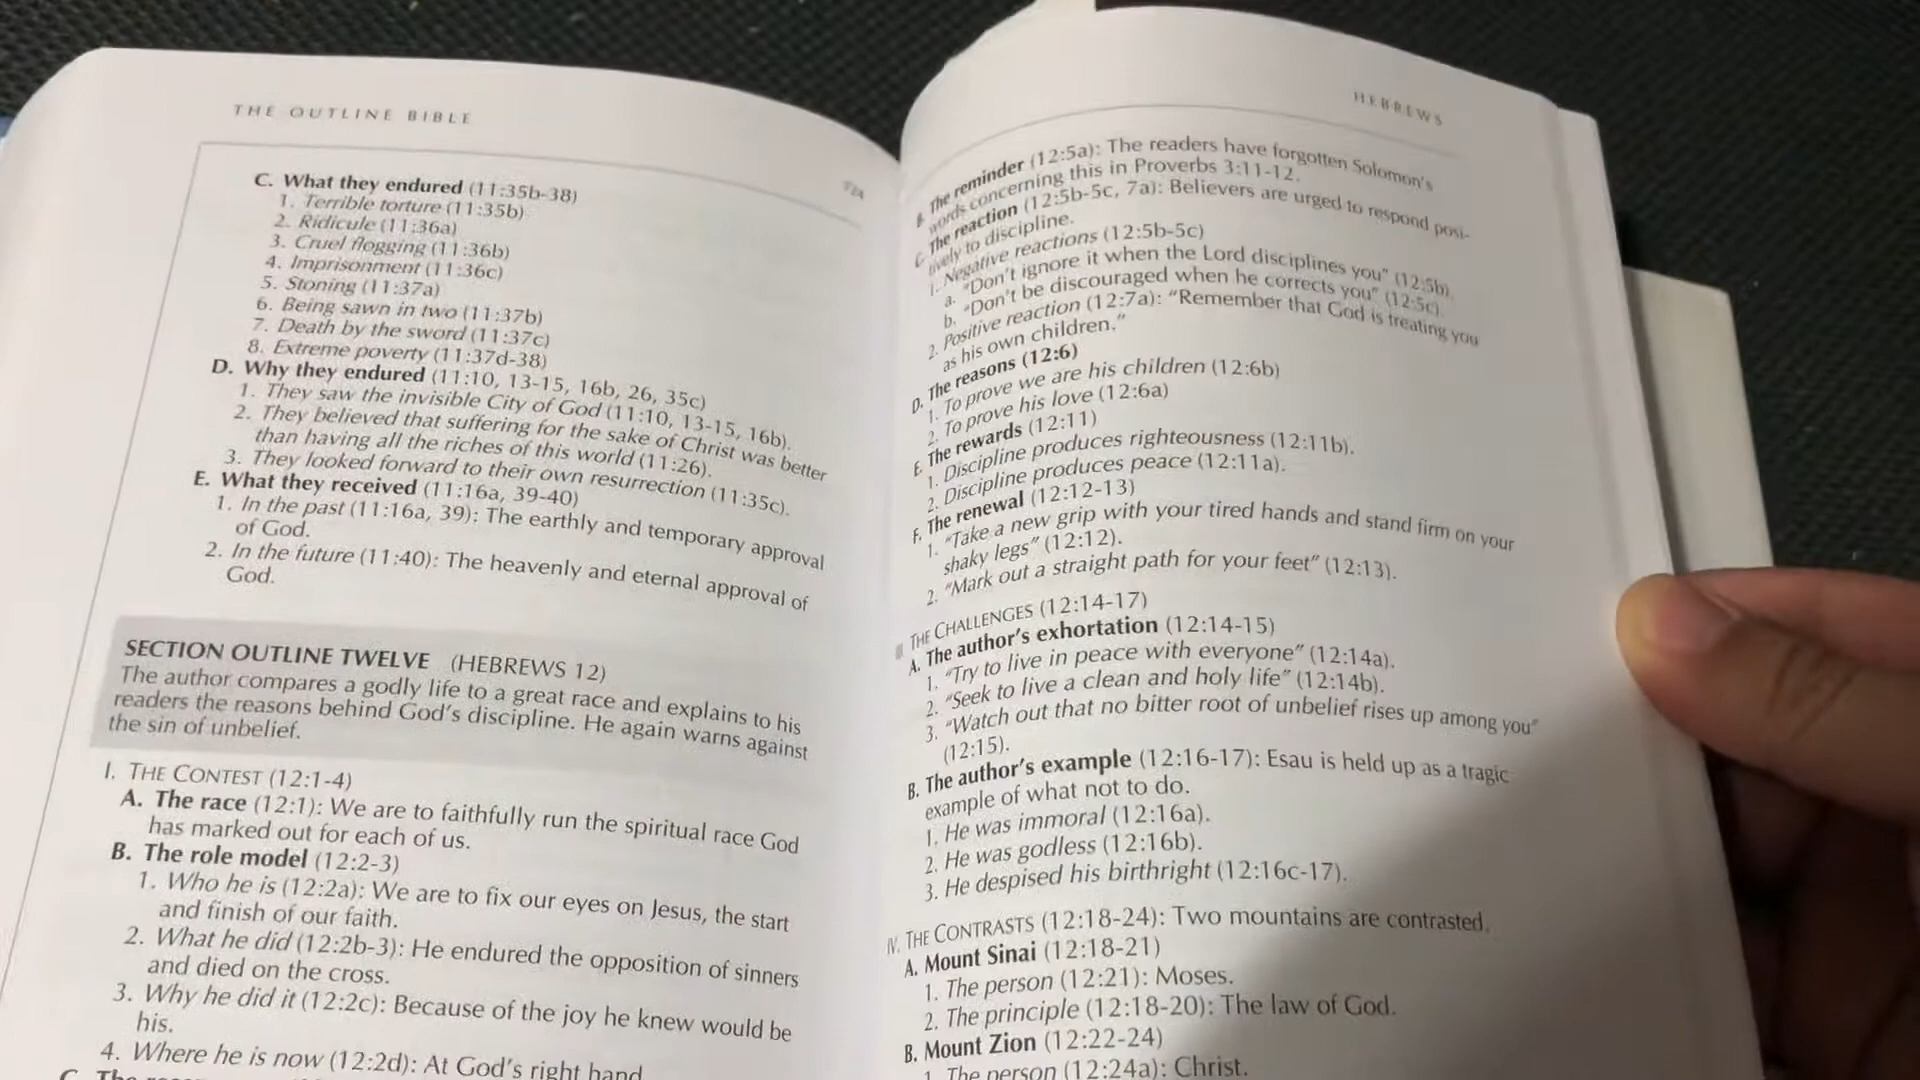 THE OUTLINE BIBLE
C. What they endured (11:35b-38)
1. Terrible torture (11:35b)
2. Ridicule (11:36a)
3. Cruel flogging (11:36b)
4. Imprisonment (11:36c)
5. Stoning (11:37a)
6. Being sawn in two (11:37b)
7. Death by the sword (11:37c)
8. Extreme poverty (11:37d-38)
D. Why they endured (11:10, 13-15, 16b, 26, 35c)
1. They saw the invisible City of God (11:10, 13-15, 16b).
2. They believed that suffering for the sake of Christ was better
than having all the riches of this world (11:26).
3. They looked forward to their own resurrection (11:35c).
E. What they received (11:16a, 39-40)
1. In the past (11:16a, 39): The earthly and temporary approval
of God.
2. In the future (11:40): The heavenly and eternal approval of
God.
SECTION OUTLINE TWELVE (HEBREWS 12)
The author compares a godly life to a great race and explains to his
readers the reasons behind God's discipline. He again warns against
the sin of unbelief.
I. THE CONTEST (12:1-4)
A. The race (12:1): We are to faithfully run the spiritual race God
has marked out for each of us.
B. The role model (12:2-3)
1. Who he is (12:2a): We are to fix our eyes on Jesus, the start
and finish of our faith.
2. What he did (12:2b-3): He endured the opposition of sinners
and died on the cross.
3. Why he did it (12:2c): Because of the joy he knew would be
his.
4. Where he is now (12:2d): At God's right hand
C. The
HEBREWS
B. The reminder (12:5a): The readers have forgotten Solomon's
words concerning this in Proverbs 3:11-12.
C. The reaction (12:5b-5c, 7a): Believers are urged to respond posi-
tively to discipline.
1. Negative reactions (12:5b-5c)
a. "Don't ignore it when the Lord disciplines you" (12:5b).
b. "Don't be discouraged when he corrects you" (12:5c).
2. Positive reaction (12:7a): "Remember that God is treating you
as his own children."
D. The reasons (12:6)
1. To prove we are his children (12:6b)
2. To prove his love (12:6a)
E. The rewards (12:11)
1. Discipline produces righteousness (12:11b).
2. Discipline produces peace (12:11a).
F. The renewal (12:12-13)
1. "Take a new grip with your tired hands and stand firm on your
shaky legs" (12:12).
2. "Mark out a straight path for your feet" (12:13).
III. THE CHALLENGES (12:14-17)
A. The author's exhortation (12:14-15)
1. "Try to live in peace with everyone" (12:14a).
2. "Seek to live a clean and holy life" (12:14b).
3. "Watch out that no bitter root of unbelief rises up among you"
(12:15).
B. The author's example (12:16-17): Esau is held up as a tragic
example of what not to do.
1. He was immoral (12:16a).
2. He was godless (12:16b).
3. He despised his birthright (12:16c-17).
IV. THE CONTRASTS (12:18-24): Two mountains are contrasted.
A. Mount Sinai (12:18-21)
1. The person (12:21): Moses.
2. The principle (12:18-20): The law of God.
B. Mount Zion (12:22-24)
1. The person (12:24a): Christ.